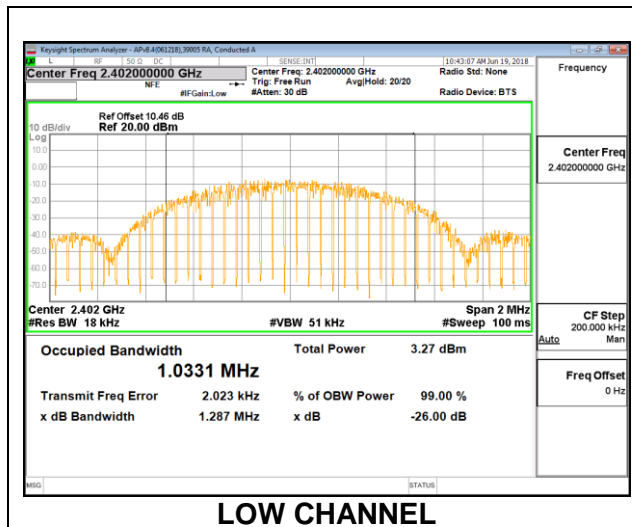 Keysight Spectrum Analyzer - APv8.4(061218),39005 RA, Conducted A
L RF 50 Ω DC SENSE:INT 10:43:07 AM Jun 19, 2018
Center Freq 2.402000000 GHz Center Freq: 2.402000000 GHz Radio Std: None
NFE Trig: Free Run Avg|Hold: 20/20
#IFGain:Low #Atten: 30 dB Radio Device: BTS
Frequency
Ref Offset 10.46 dB
10 dB/div Ref 20.00 dBm
Log
10.0
0.00
-10.0
-20.0
-30.0
-40.0
-50.0
-60.0
-70.0
Center Freq
2.402000000 GHz
Center 2.402 GHz Span 2 MHz
#Res BW 18 kHz #VBW 51 kHz #Sweep 100 ms
CF Step
200.000 kHz
Auto Man
Occupied Bandwidth Total Power 3.27 dBm
1.0331 MHz
Transmit Freq Error 2.023 kHz % of OBW Power 99.00 %
x dB Bandwidth 1.287 MHz x dB -26.00 dB
Freq Offset
0 Hz
MSG STATUS
LOW CHANNEL